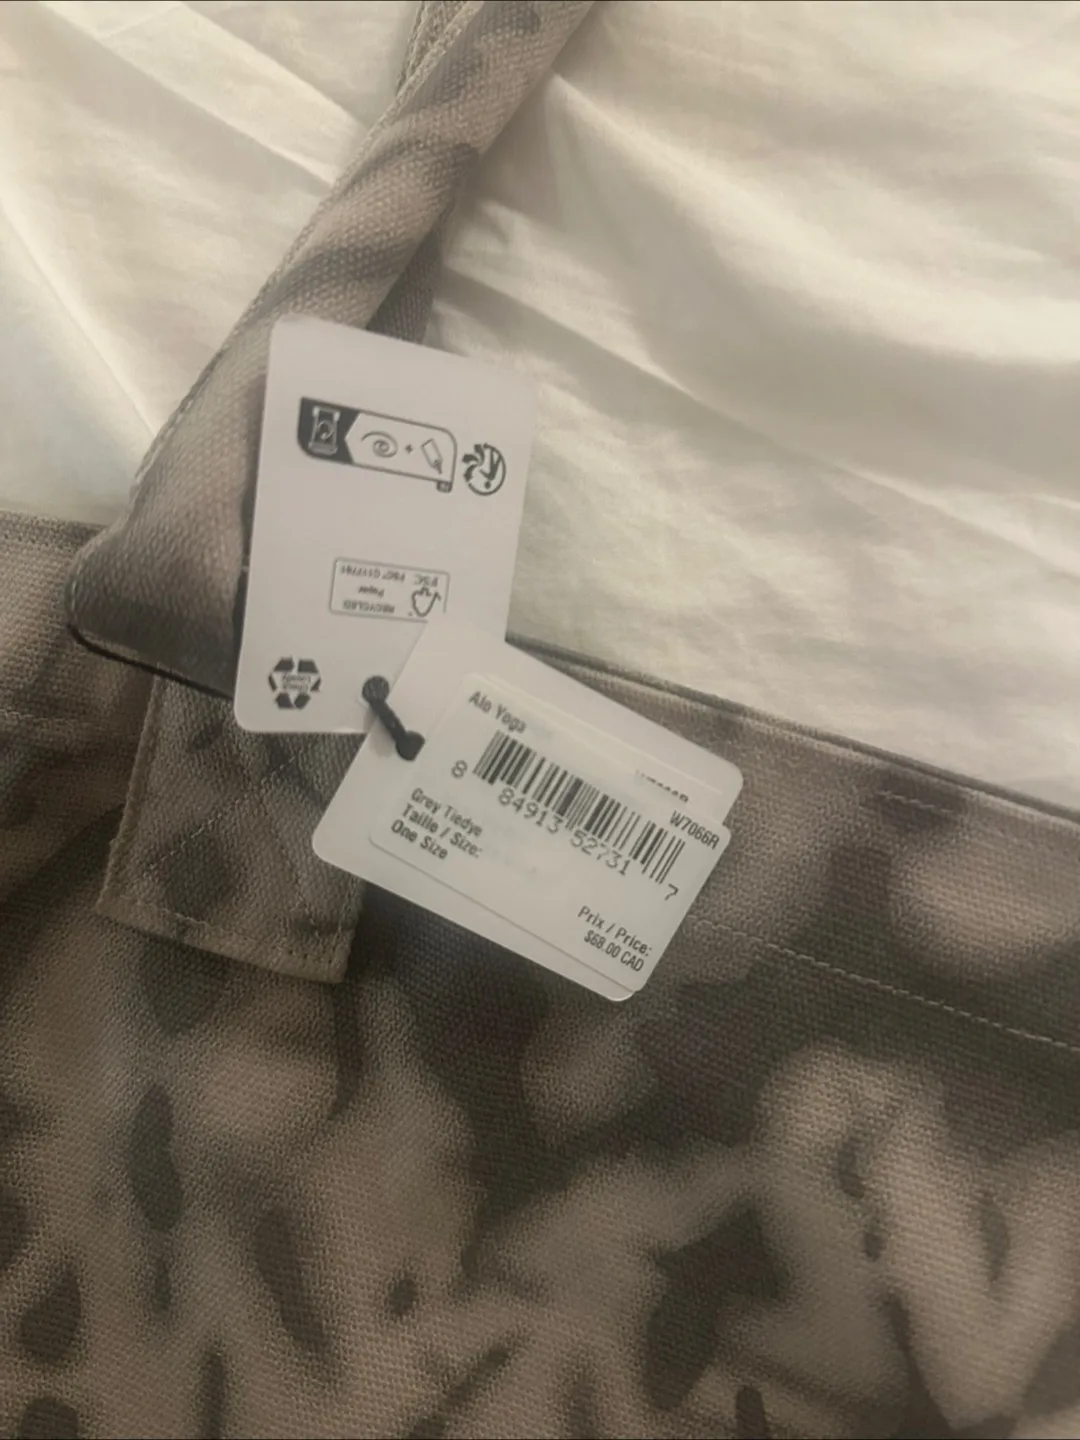 FSC
RECYCLED
Paper
Alo Yoga
W7066R
8 84913 52731 7
Grey Tiedye
Taille / Size:
One Size
Prix / Price:
$68.00 CAD